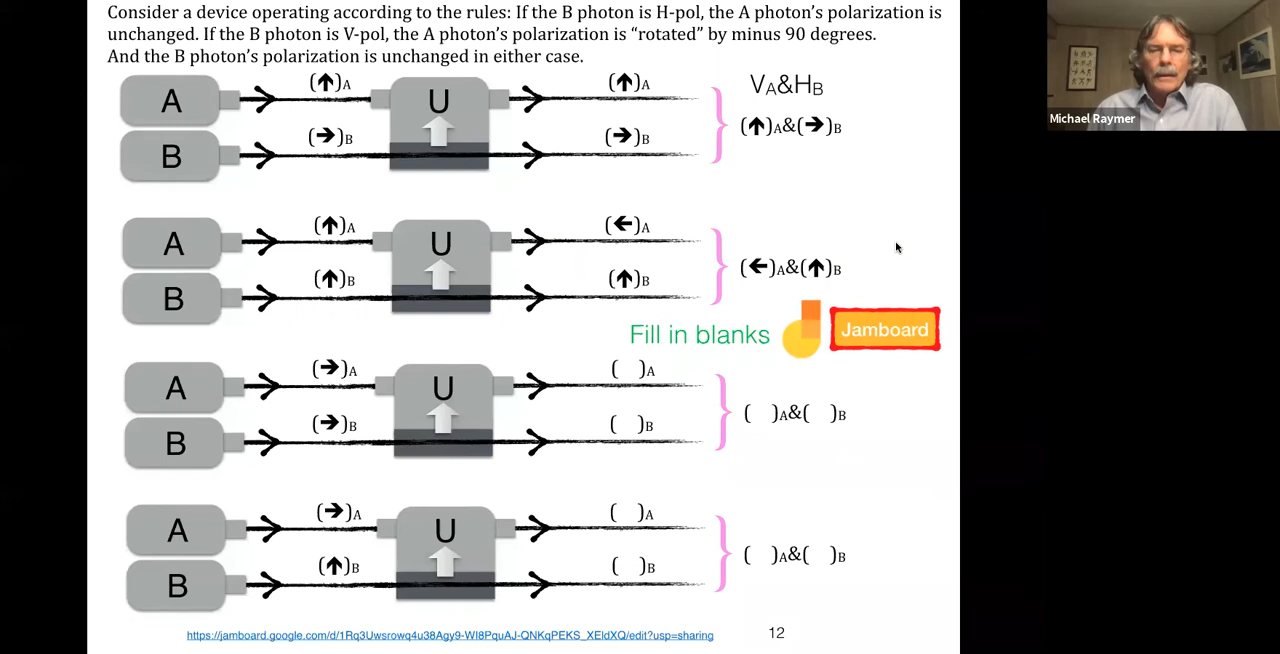 Consider a device operating according to the rules: If the B photon is H-pol, the A photon’s polarization is
unchanged. If the B photon is V-pol, the A photon’s polarization is “rotated” by minus 90 degrees.
And the B photon’s polarization is unchanged in either case.
A (↑)A U (↑)A VA&HB
B (→)B (→)B (↑)A&(→)B
A (↑)A U (←)A
B (↑)B (↑)B (←)A&(↑)B
Fill in blanks Jamboard
A (→)A U ( )A
B (→)B ( )B ( )A&( )B
A (→)A U ( )A
B (↑)B ( )B ( )A&( )B
https://jamboard.google.com/d/1Rq3Uwsrowq4u38Agy9-WI8PquAJ-QNKqPEKS_XEldXQ/edit?usp=sharing
12
Michael Raymer